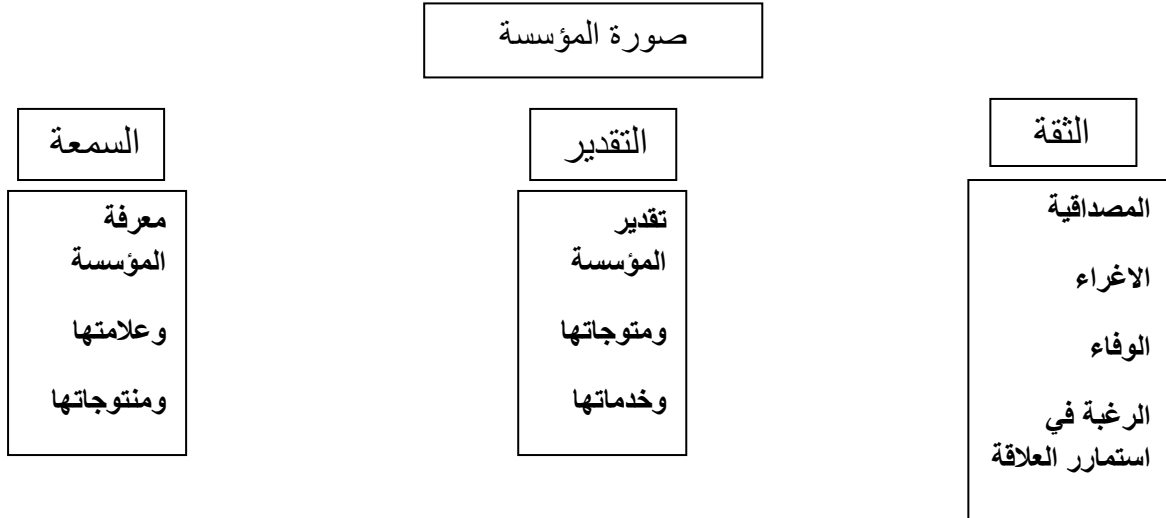 صورة المؤسسة
الثقة
المصداقية
الاغراء
الوفاء
الرغبة في
استمارر العلاقة
التقدير
تقدير
المؤسسة
ومتوجاتها
وخدماتها
السمعة
معرفة
المؤسسة
وعلامتها
ومنتوجاتها